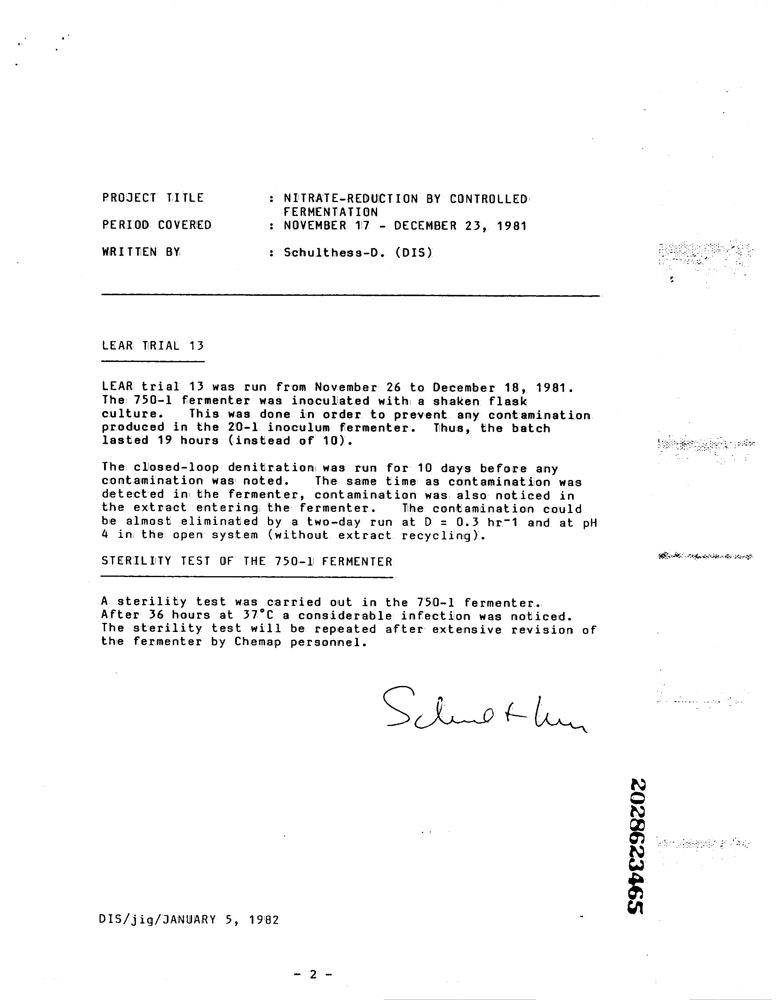 PROJECT TITLE : NITRATE-REDUCTION BY CONTROLLED
FERMENTATION
PERIOD COVERED : NOVEMBER 17 - DECEMBER 23, 1981
WRITTEN BY : Schulthess-D. (DIS)
LEAR TRIAL 13
LEAR trial 13 was run from November 26 to December 18, 1981.
The 750-l fermenter was inoculated with a shaken flask
culture. This was done in order to prevent any contamination
produced in the 20-l inoculum fermenter. Thus, the batch
lasted 19 hours (instead of 10).
The closed-loop denitration was run for 10 days before any
contamination was noted. The same time as contamination was
detected in the fermenter, contamination was also noticed in
the extract entering the fermenter. The contamination could
be almost eliminated by a two-day run at D = 0.3 hr⁻¹ and at pH
4 in the open system (without extract recycling).
STERILITY TEST OF THE 750-l FERMENTER
A sterility test was carried out in the 750-l fermenter.
After 36 hours at 37°C a considerable infection was noticed.
The sterility test will be repeated after extensive revision of
the fermenter by Chemap personnel.
Schulthess
2028623465
DIS/jig/JANUARY 5, 1982
- 2 -